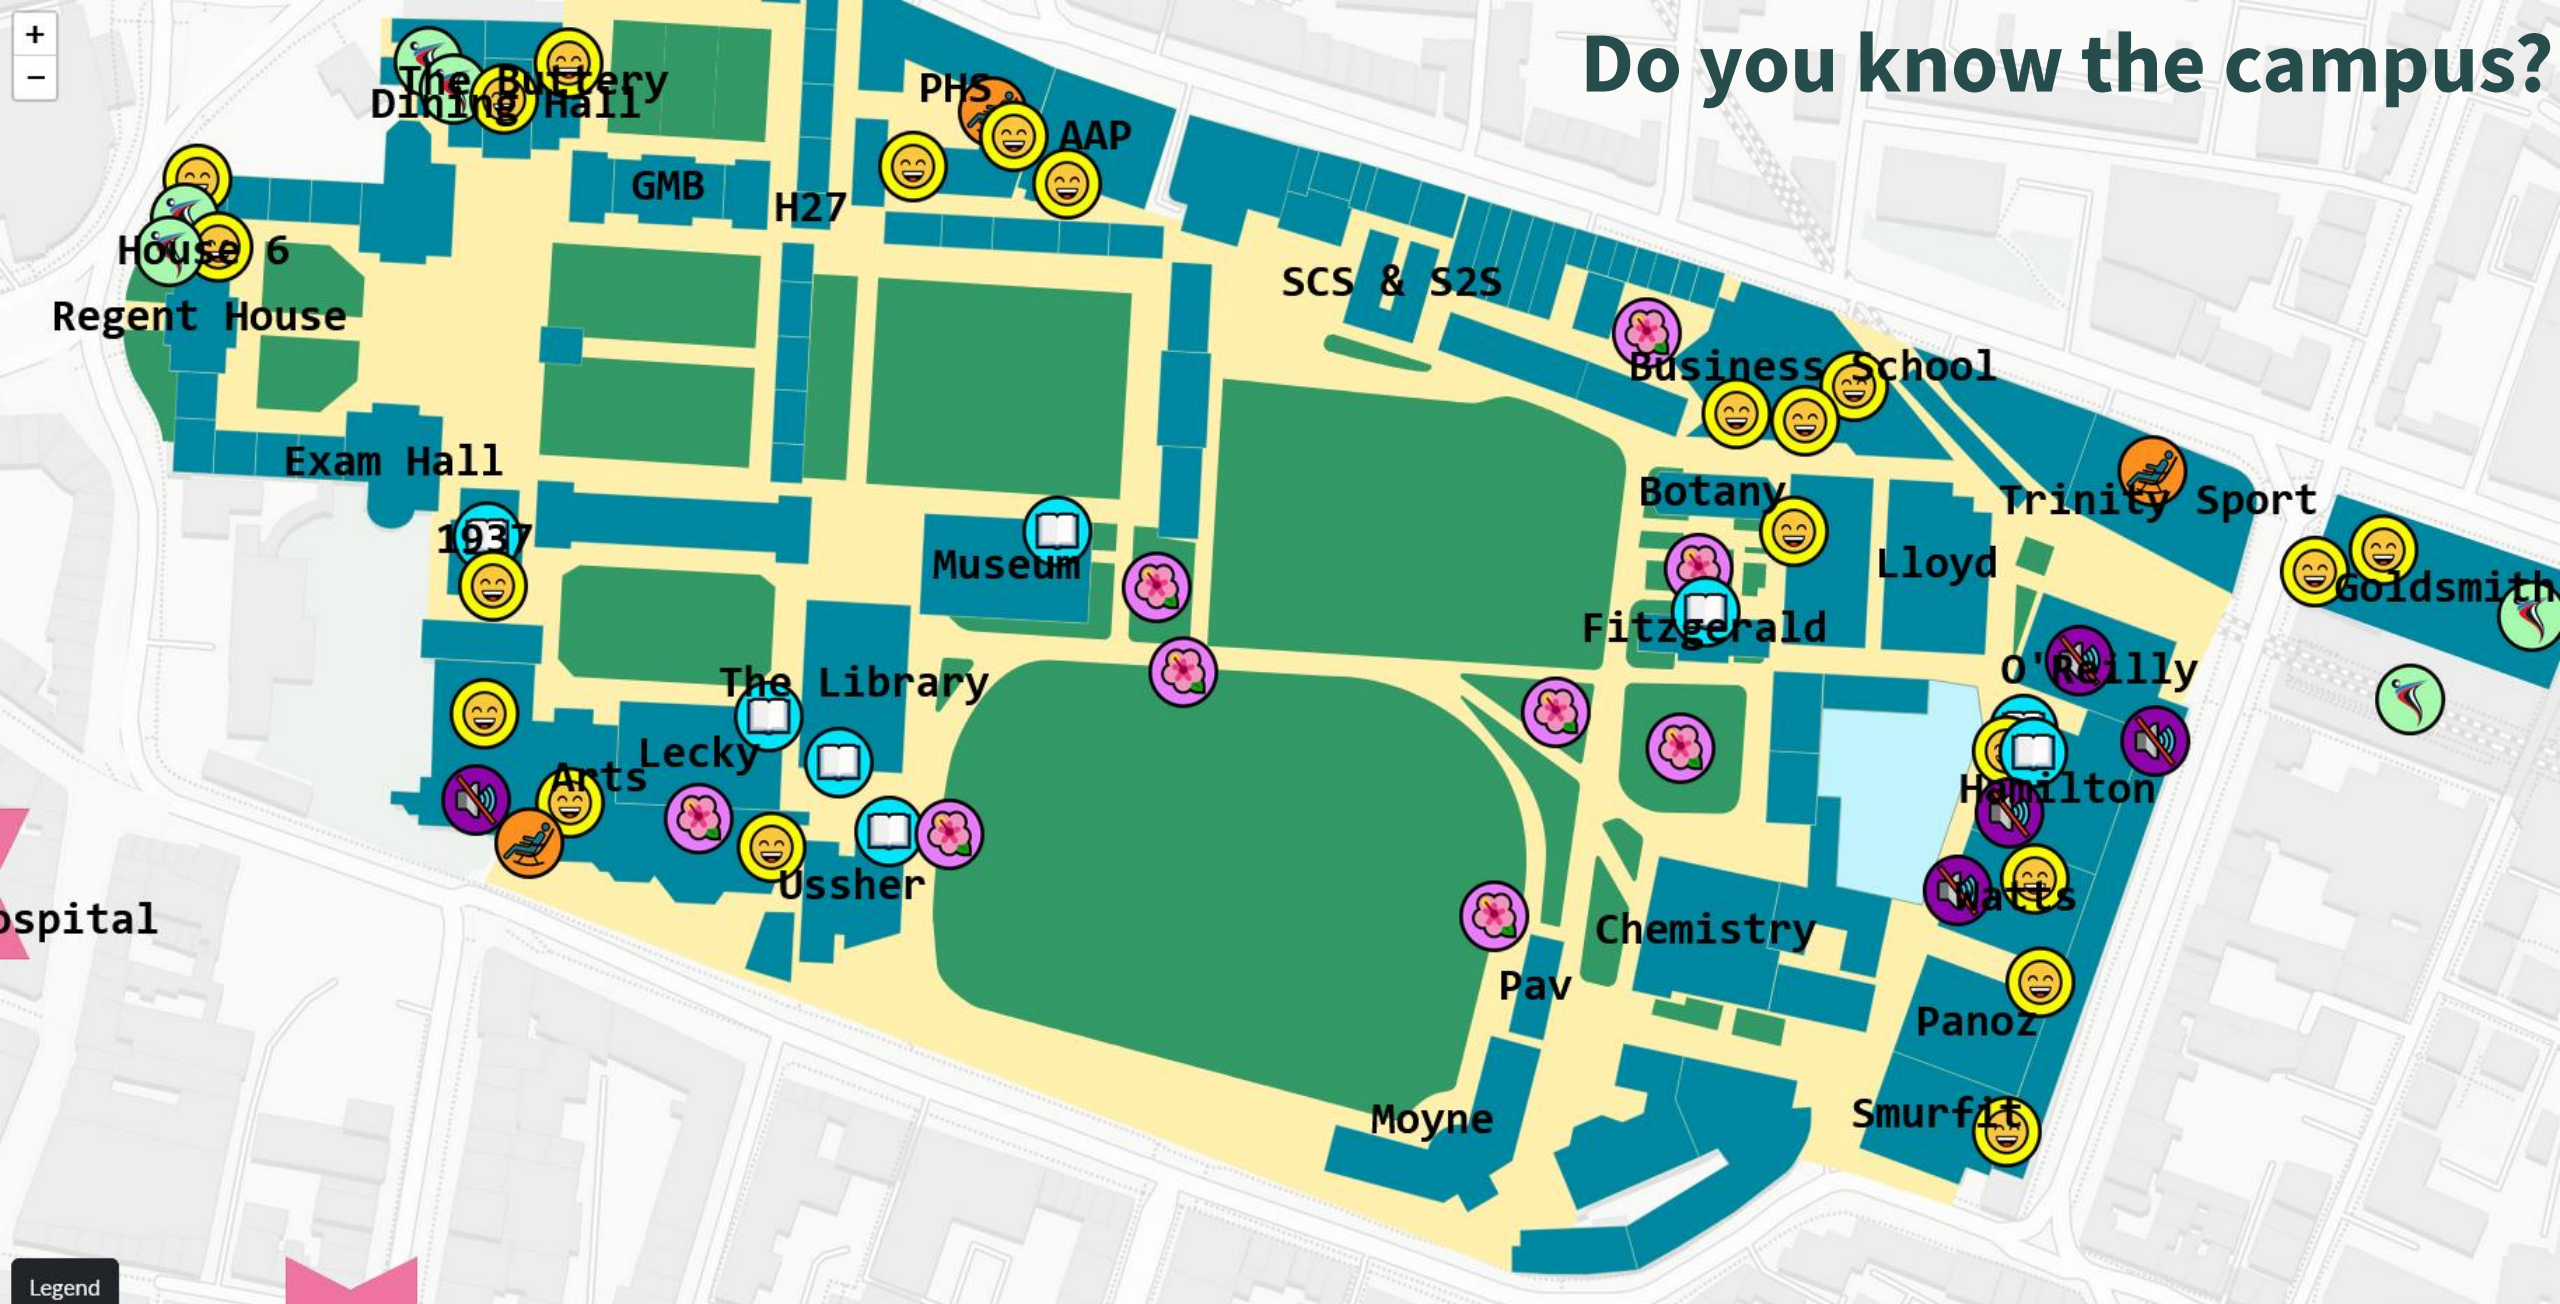 +
−
Do you know the campus?
The Buttery
Dining Hall
PHS
AAP
GMB
H27
House 6
SCS & S2S
Regent House
Business School
Exam Hall
Botany
Trinity Sport
1937
Museum
Lloyd
Goldsmith
Fitzgerald
O'Reilly
The Library
Lecky
Arts
Hamilton
Ussher
Watts
ospital
Chemistry
Pav
Panoz
Moyne
Smurfit
Legend